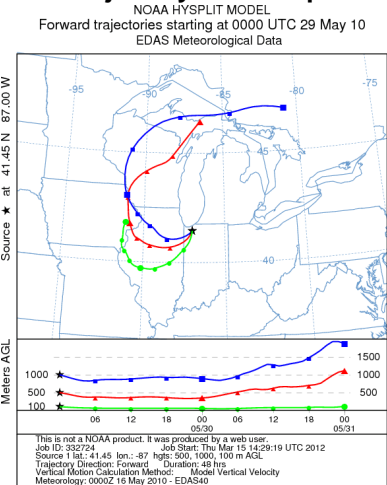 NOAA HYSPLIT MODEL
Forward trajectories starting at 0000 UTC 29 May 10
EDAS Meteorological Data
Source ★ at 41.45 N 87.00 W
-95
-85
-80
-75
45
40
Meters AGL
1000
500
100
1500
1000
500
06 12 18 00 06 12 18 00
05/30 05/31
This is not a NOAA product. It was produced by a web user.
Job ID: 332724 Job Start: Thu Mar 15 14:29:19 UTC 2012
Source 1 lat.: 41.45 lon.: -87 hgts: 500, 1000, 100 m AGL
Trajectory Direction: Forward Duration: 48 hrs
Vertical Motion Calculation Method: Model Vertical Velocity
Meteorology: 0000Z 16 May 2010 - EDAS40